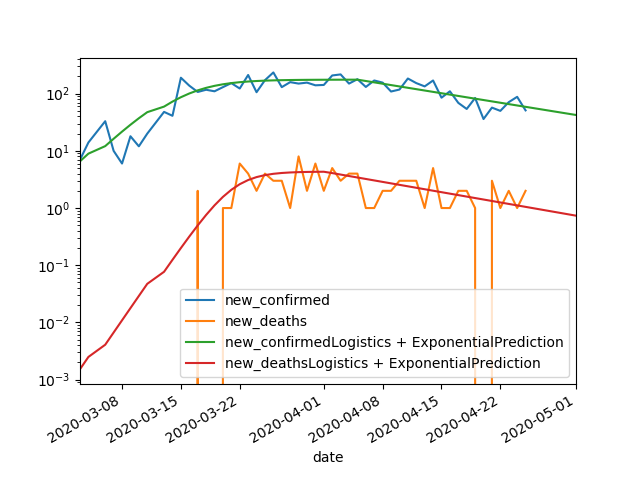 10²
10¹
10⁰
10⁻¹
10⁻²
10⁻³
new_confirmed
new_deaths
new_confirmedLogistics + ExponentialPrediction
new_deathsLogistics + ExponentialPrediction
2020-03-08
2020-03-15
2020-03-22
2020-04-01
2020-04-08
2020-04-15
2020-04-22
2020-05-01
date